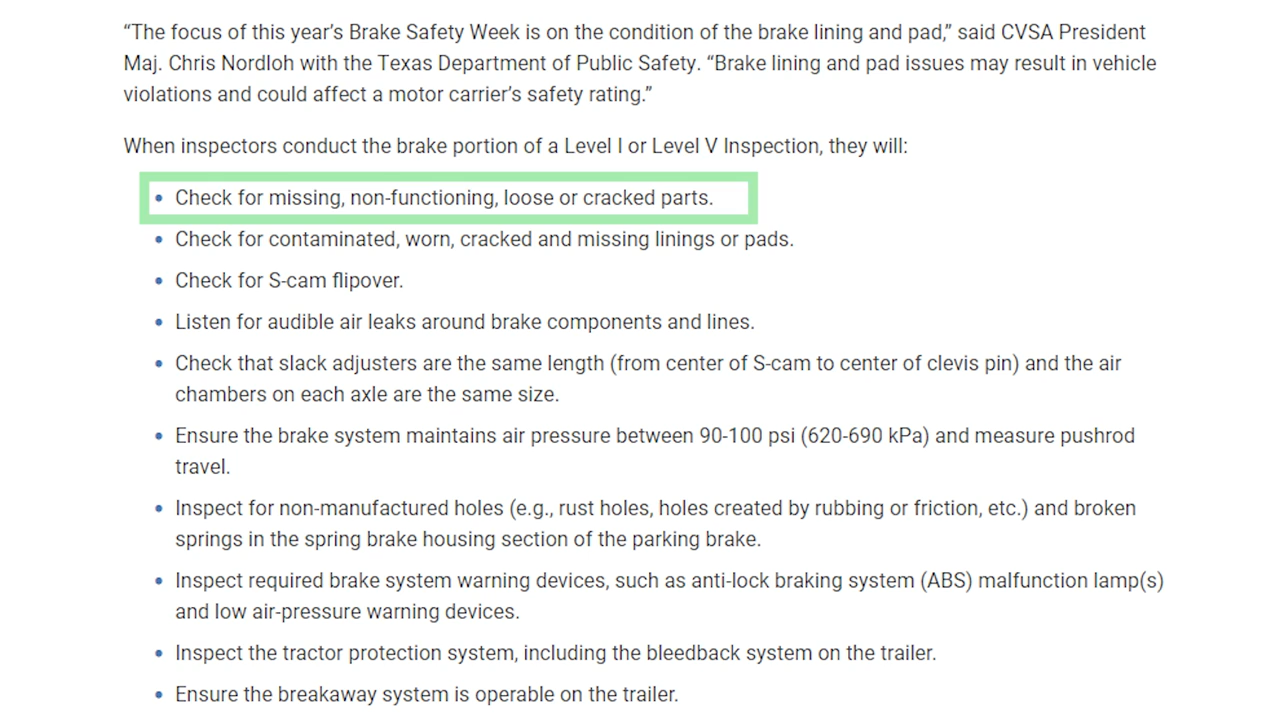 “The focus of this year’s Brake Safety Week is on the condition of the brake lining and pad,” said CVSA President
Maj. Chris Nordloh with the Texas Department of Public Safety. “Brake lining and pad issues may result in vehicle
violations and could affect a motor carrier’s safety rating.”
When inspectors conduct the brake portion of a Level I or Level V Inspection, they will:
• Check for missing, non-functioning, loose or cracked parts.
• Check for contaminated, worn, cracked and missing linings or pads.
• Check for S-cam flipover.
• Listen for audible air leaks around brake components and lines.
• Check that slack adjusters are the same length (from center of S-cam to center of clevis pin) and the air
chambers on each axle are the same size.
• Ensure the brake system maintains air pressure between 90-100 psi (620-690 kPa) and measure pushrod
travel.
• Inspect for non-manufactured holes (e.g., rust holes, holes created by rubbing or friction, etc.) and broken
springs in the spring brake housing section of the parking brake.
• Inspect required brake system warning devices, such as anti-lock braking system (ABS) malfunction lamp(s)
and low air-pressure warning devices.
• Inspect the tractor protection system, including the bleedback system on the trailer.
• Ensure the breakaway system is operable on the trailer.